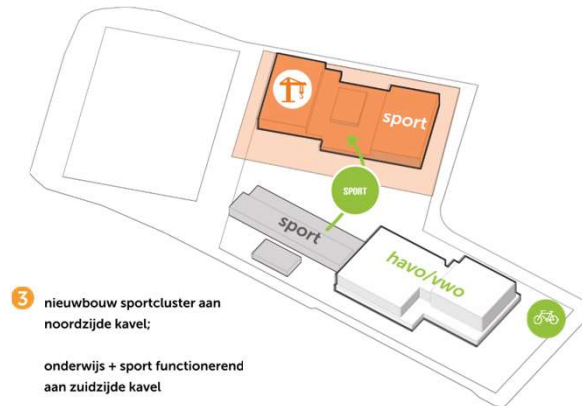 sport
SPORT
sport
havo/vwo
3
nieuwbouw sportcluster aan
noordzijde kavel;
onderwijs + sport functionerend
aan zuidzijde kavel